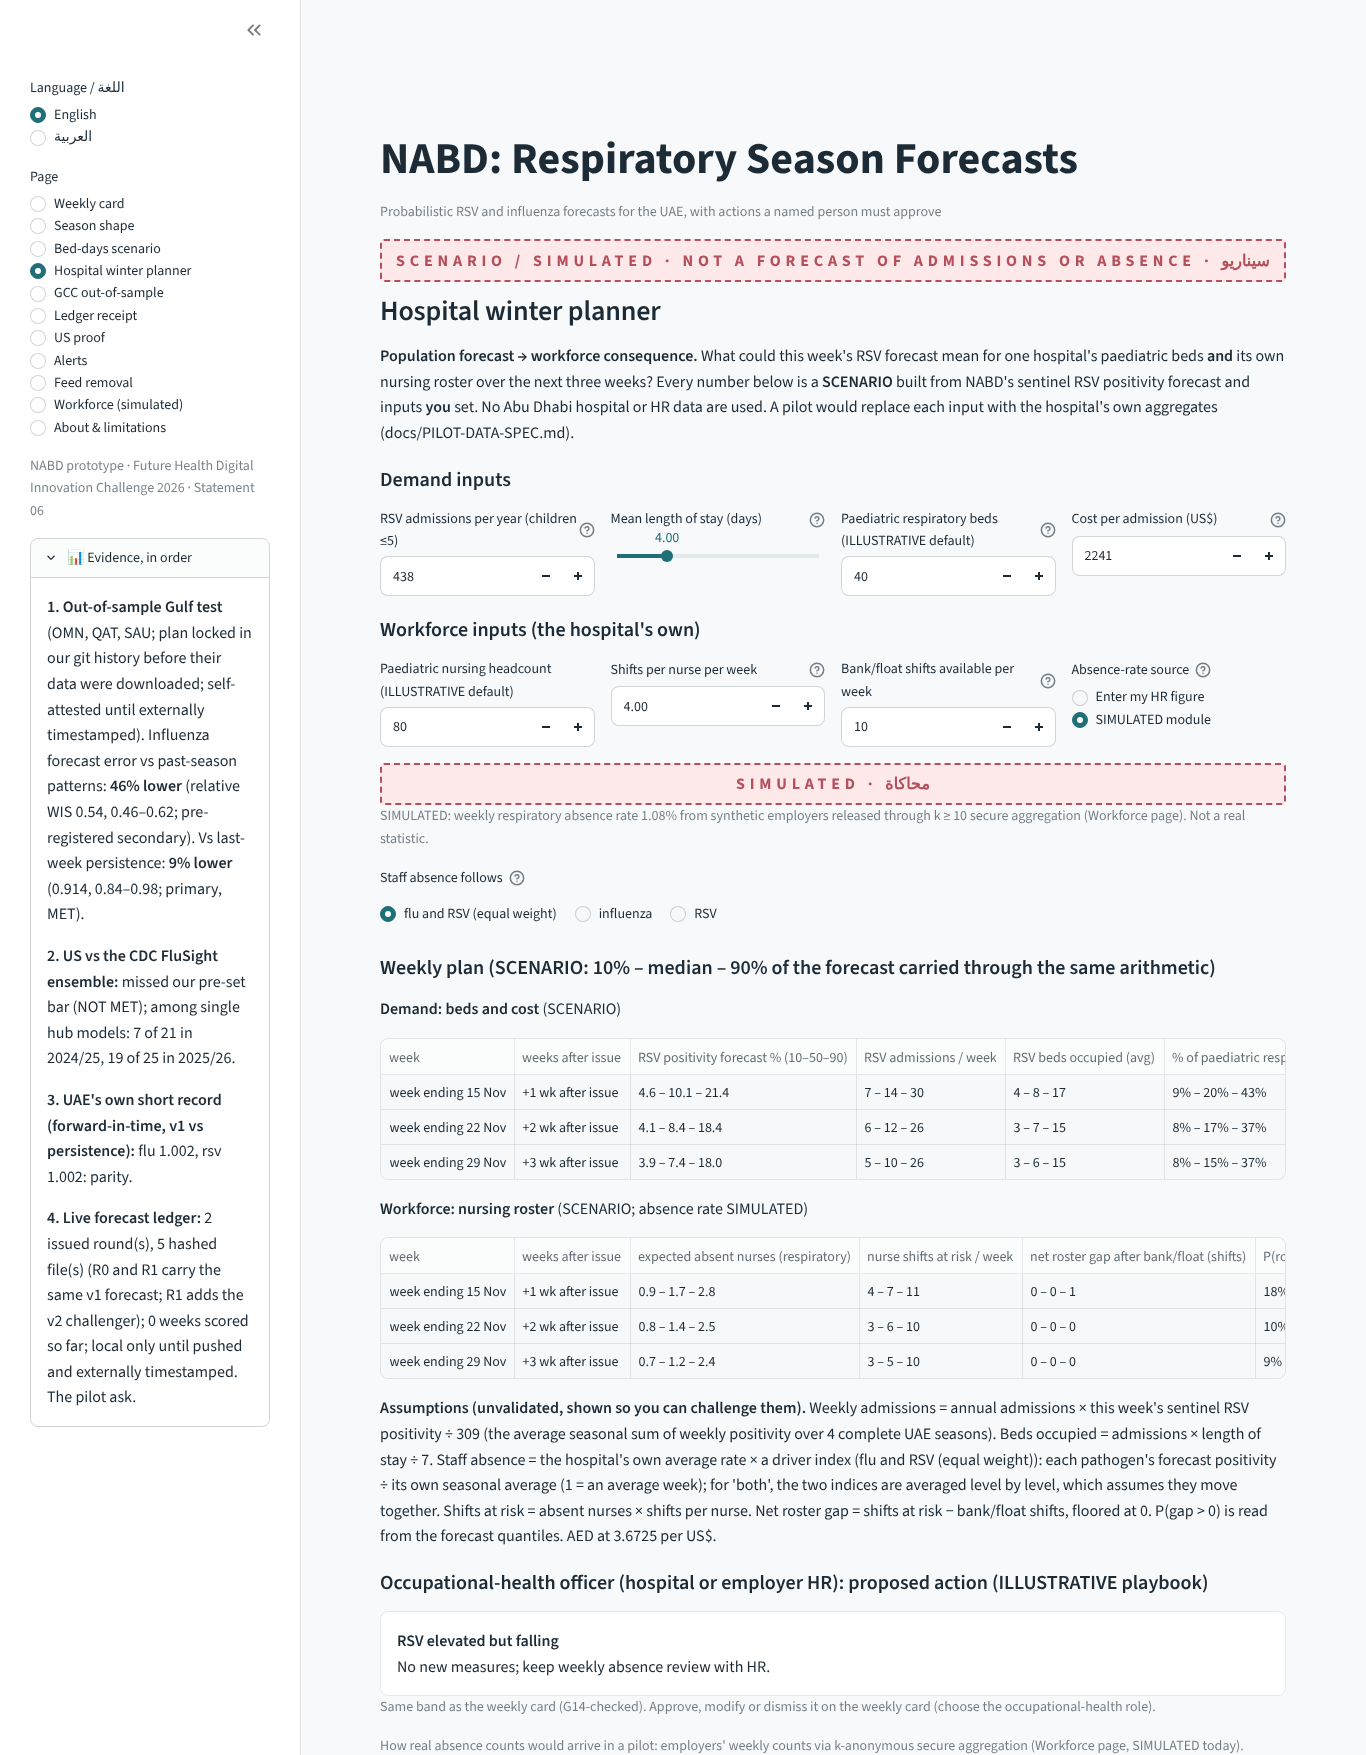 Language / اللغة
English
العربية
Page
Weekly card
Season shape
Bed-days scenario
Hospital winter planner
GCC out-of-sample
Ledger receipt
US proof
Alerts
Feed removal
Workforce (simulated)
About & limitations
NABD prototype · Future Health Digital
Innovation Challenge 2026 · Statement
06
📊 Evidence, in order
1. Out-of-sample Gulf test
(OMN, QAT, SAU; plan locked in
our git history before their
data were downloaded; self-
attested until externally
timestamped). Influenza
forecast error vs past-season
patterns: 46% lower (relative
WIS 0.54, 0.46–0.62; pre-
registered secondary). Vs last-
week persistence: 9% lower
(0.914, 0.84–0.98; primary,
MET).
2. US vs the CDC FluSight
ensemble: missed our pre-set
bar (NOT MET); among single
hub models: 7 of 21 in
2024/25, 19 of 25 in 2025/26.
3. UAE's own short record
(forward-in-time, v1 vs
persistence): flu 1.002, rsv
1.002: parity.
4. Live forecast ledger: 2
issued round(s), 5 hashed
file(s) (R0 and R1 carry the
same v1 forecast; R1 adds the
v2 challenger); 0 weeks scored
so far; local only until pushed
and externally timestamped.
The pilot ask.
NABD: Respiratory Season Forecasts
Probabilistic RSV and influenza forecasts for the UAE, with actions a named person must approve
SCENARIO / SIMULATED · NOT A FORECAST OF ADMISSIONS OR ABSENCE · سيناريو
Hospital winter planner
Population forecast → workforce consequence. What could this week's RSV forecast mean for one hospital's paediatric beds and its own
nursing roster over the next three weeks? Every number below is a SCENARIO built from NABD's sentinel RSV positivity forecast and
inputs you set. No Abu Dhabi hospital or HR data are used. A pilot would replace each input with the hospital's own aggregates
(docs/PILOT-DATA-SPEC.md).
Demand inputs
RSV admissions per year (children
≤5)
438
Mean length of stay (days)
4.00
Paediatric respiratory beds
(ILLUSTRATIVE default)
40
Cost per admission (US$)
2241
Workforce inputs (the hospital's own)
Paediatric nursing headcount
(ILLUSTRATIVE default)
80
Shifts per nurse per week
4.00
Bank/float shifts available per
week
10
Absence-rate source
Enter my HR figure
SIMULATED module
SIMULATED · محاكاة
SIMULATED: weekly respiratory absence rate 1.08% from synthetic employers released through k ≥ 10 secure aggregation (Workforce page). Not a real
statistic.
Staff absence follows
flu and RSV (equal weight) influenza RSV
Weekly plan (SCENARIO: 10% – median – 90% of the forecast carried through the same arithmetic)
Demand: beds and cost (SCENARIO)
week weeks after issue RSV positivity forecast % (10–50–90) RSV admissions / week RSV beds occupied (avg) % of paediatric resp
week ending 15 Nov +1 wk after issue 4.6 – 10.1 – 21.4 7 – 14 – 30 4 – 8 – 17 9% – 20% – 43%
week ending 22 Nov +2 wk after issue 4.1 – 8.4 – 18.4 6 – 12 – 26 3 – 7 – 15 8% – 17% – 37%
week ending 29 Nov +3 wk after issue 3.9 – 7.4 – 18.0 5 – 10 – 26 3 – 6 – 15 8% – 15% – 37%
Workforce: nursing roster (SCENARIO; absence rate SIMULATED)
week weeks after issue expected absent nurses (respiratory) nurse shifts at risk / week net roster gap after bank/float (shifts)
week ending 15 Nov +1 wk after issue 0.9 – 1.7 – 2.8 4 – 7 – 11 0 – 0 – 1 18%
week ending 22 Nov +2 wk after issue 0.8 – 1.4 – 2.5 3 – 6 – 10 0 – 0 – 0 10%
week ending 29 Nov +3 wk after issue 0.7 – 1.2 – 2.4 3 – 5 – 10 0 – 0 – 0 9%
Assumptions (unvalidated, shown so you can challenge them). Weekly admissions = annual admissions × this week's sentinel RSV
positivity ÷ 309 (the average seasonal sum of weekly positivity over 4 complete UAE seasons). Beds occupied = admissions × length of
stay ÷ 7. Staff absence = the hospital's own average rate × a driver index (flu and RSV (equal weight)): each pathogen's forecast positivity
÷ its own seasonal average (1 = an average week); for 'both', the two indices are averaged level by level, which assumes they move
together. Shifts at risk = absent nurses × shifts per nurse. Net roster gap = shifts at risk − bank/float shifts, floored at 0. P(gap > 0) is read
from the forecast quantiles. AED at 3.6725 per US$.
Occupational-health officer (hospital or employer HR): proposed action (ILLUSTRATIVE playbook)
RSV elevated but falling
No new measures; keep weekly absence review with HR.
Same band as the weekly card (G14-checked). Approve, modify or dismiss it on the weekly card (choose the occupational-health role).
How real absence counts would arrive in a pilot: employers' weekly counts via k-anonymous secure aggregation (Workforce page, SIMULATED today).